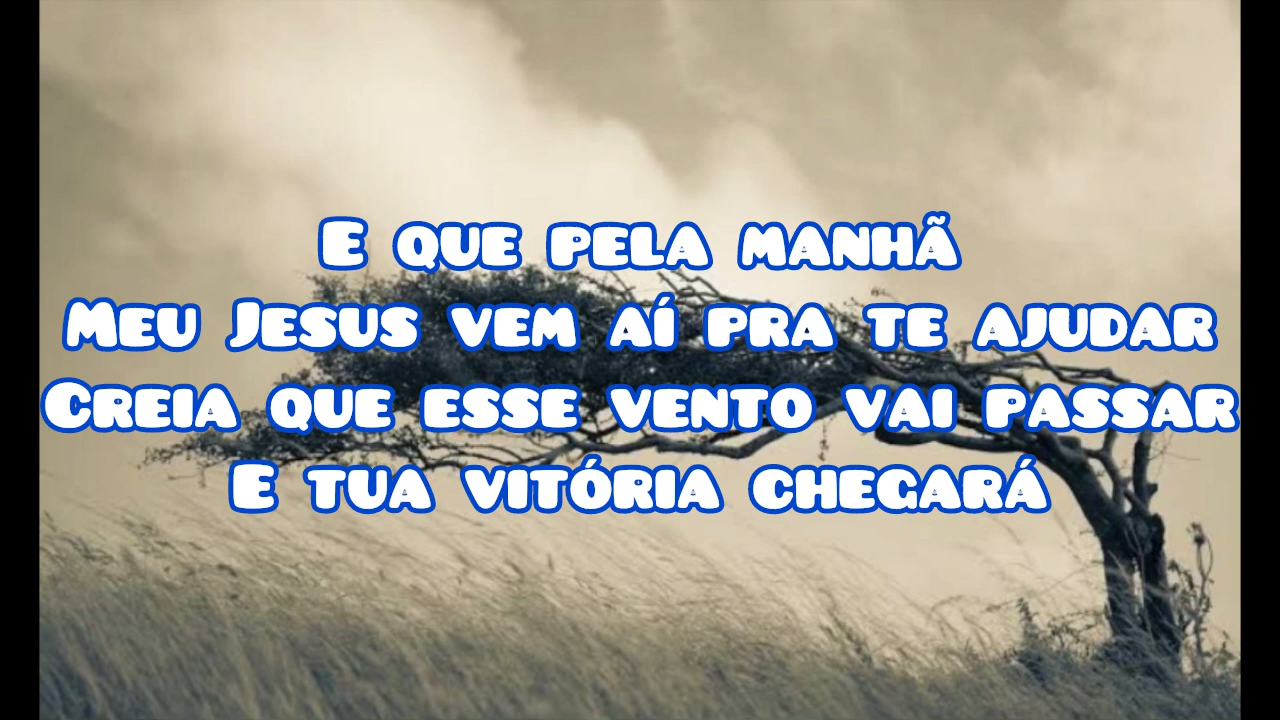 E que pela manhã
Meu Jesus vem aí pra te ajudar
Creia que esse vento vai passar
E tua vitória chegará